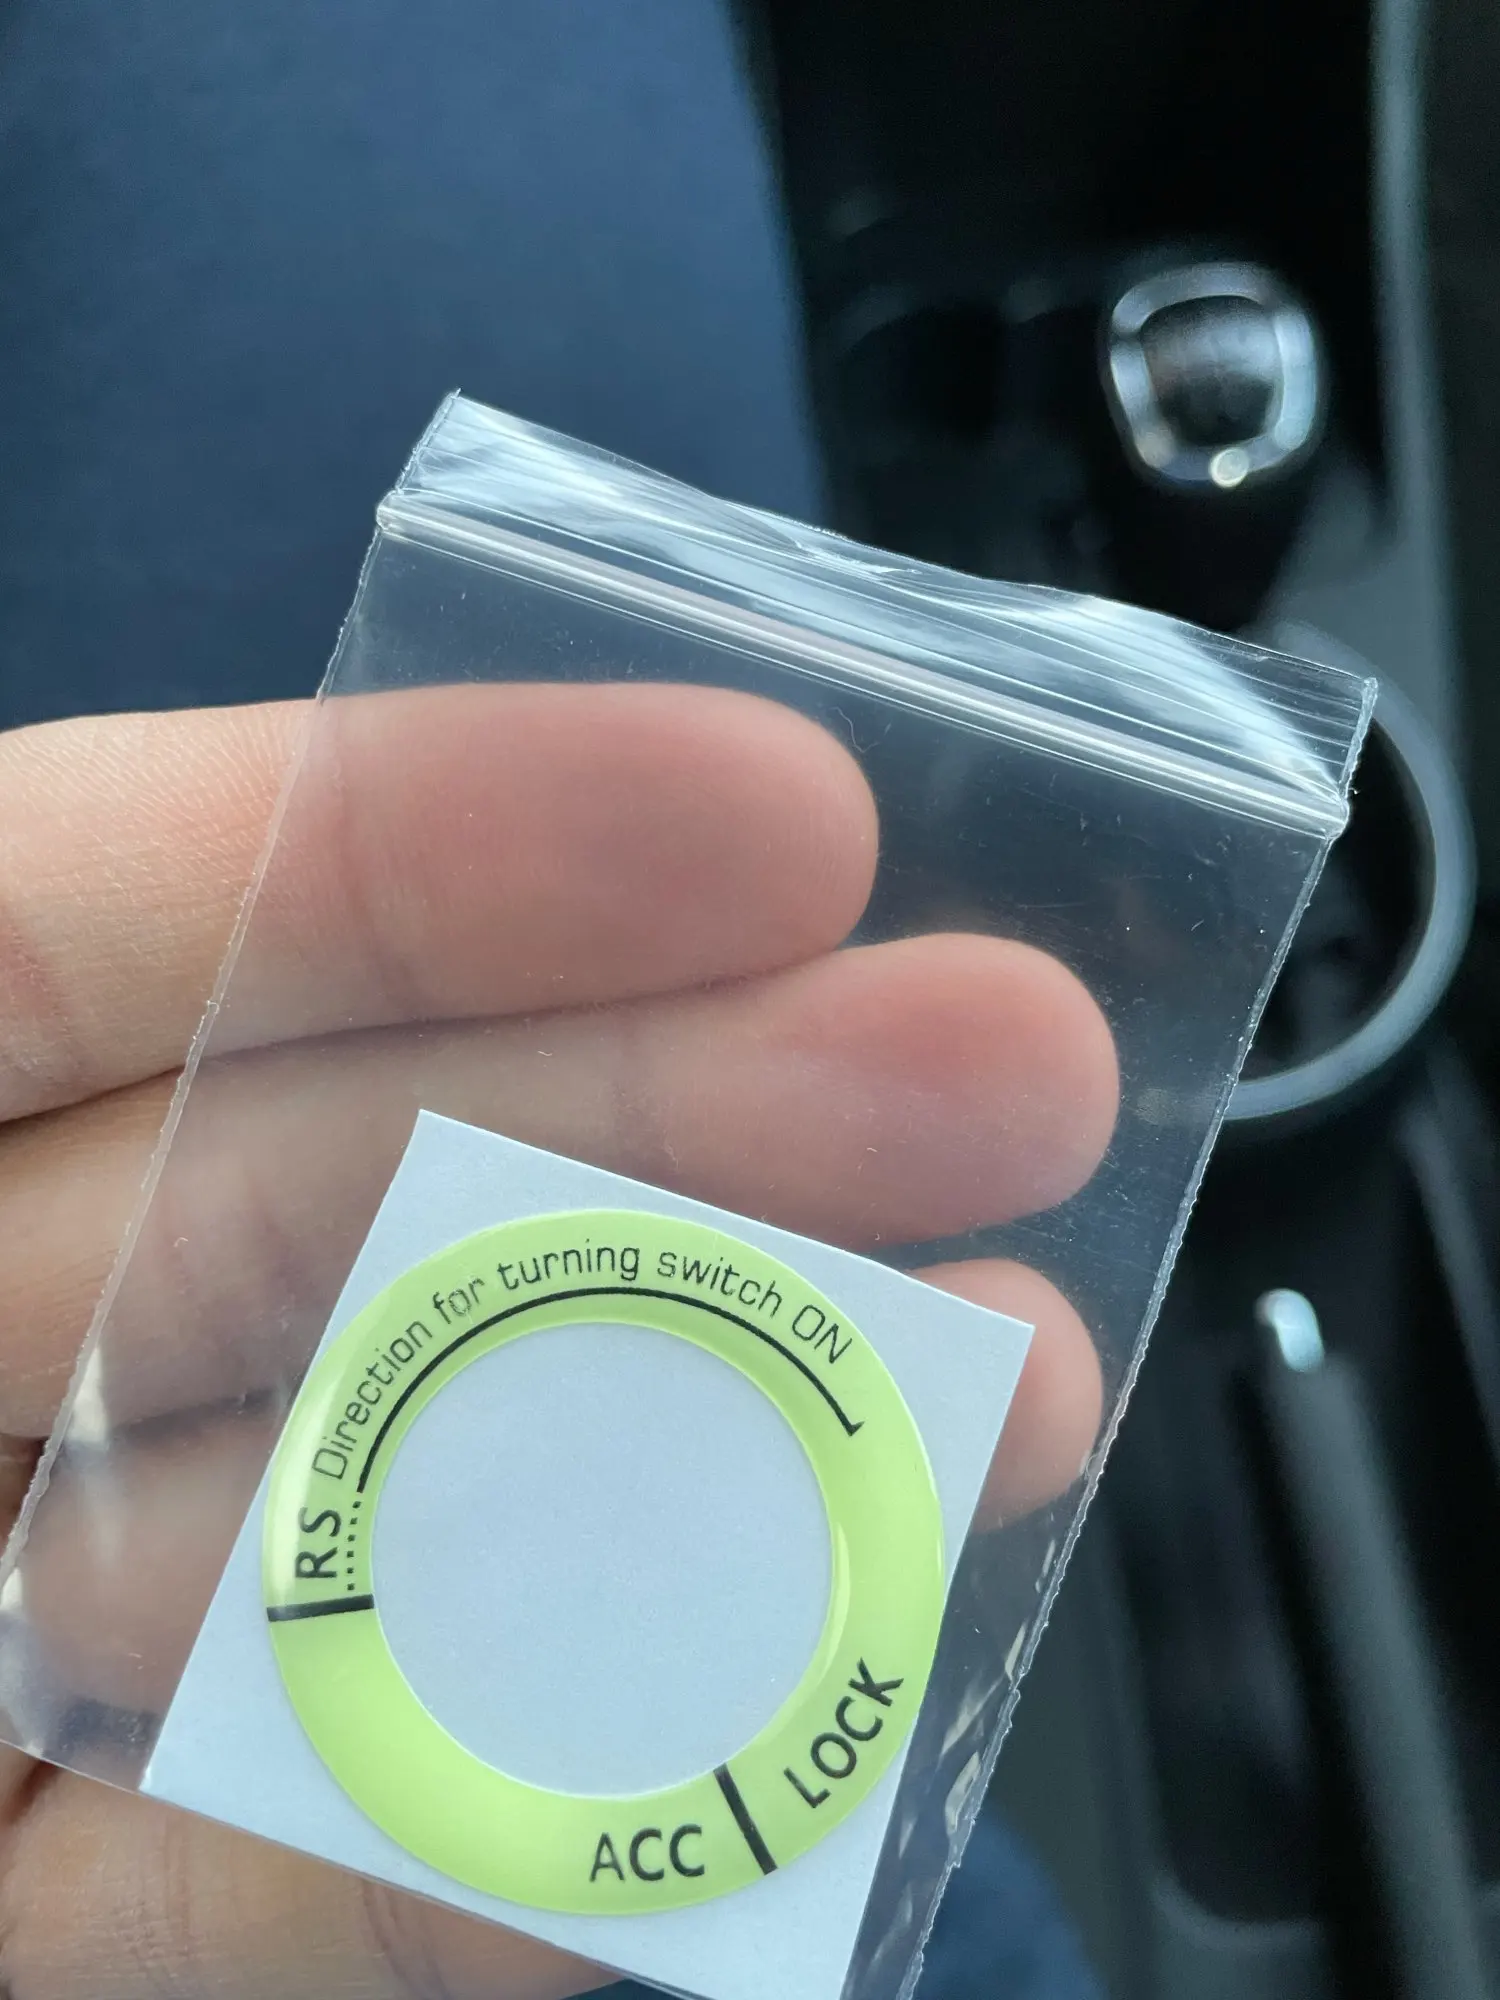 RS Direction for turning switch ON
ACC
LOCK